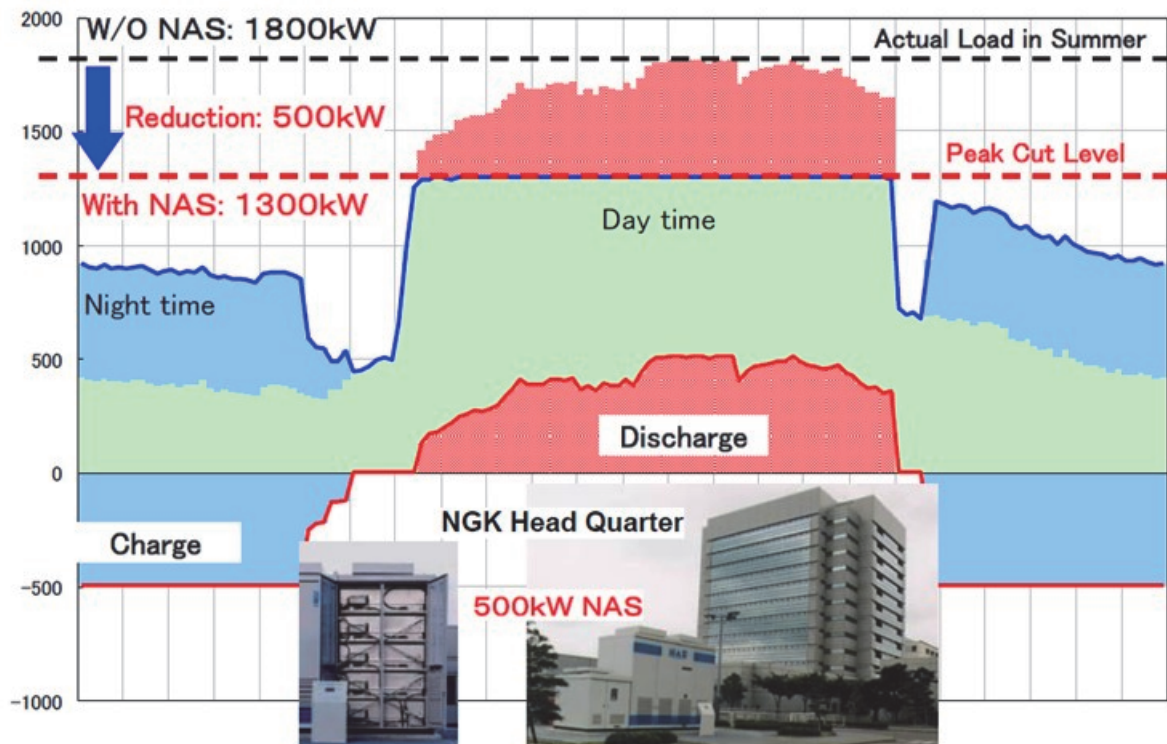 2000
W/O NAS: 1800kW
Actual Load in Summer
Reduction: 500kW
1500
Peak Cut Level
With NAS: 1300kW
Day time
1000
Night time
500
Discharge
0
NGK Head Quarter
Charge
-500
500kW NAS
NAS
-1000